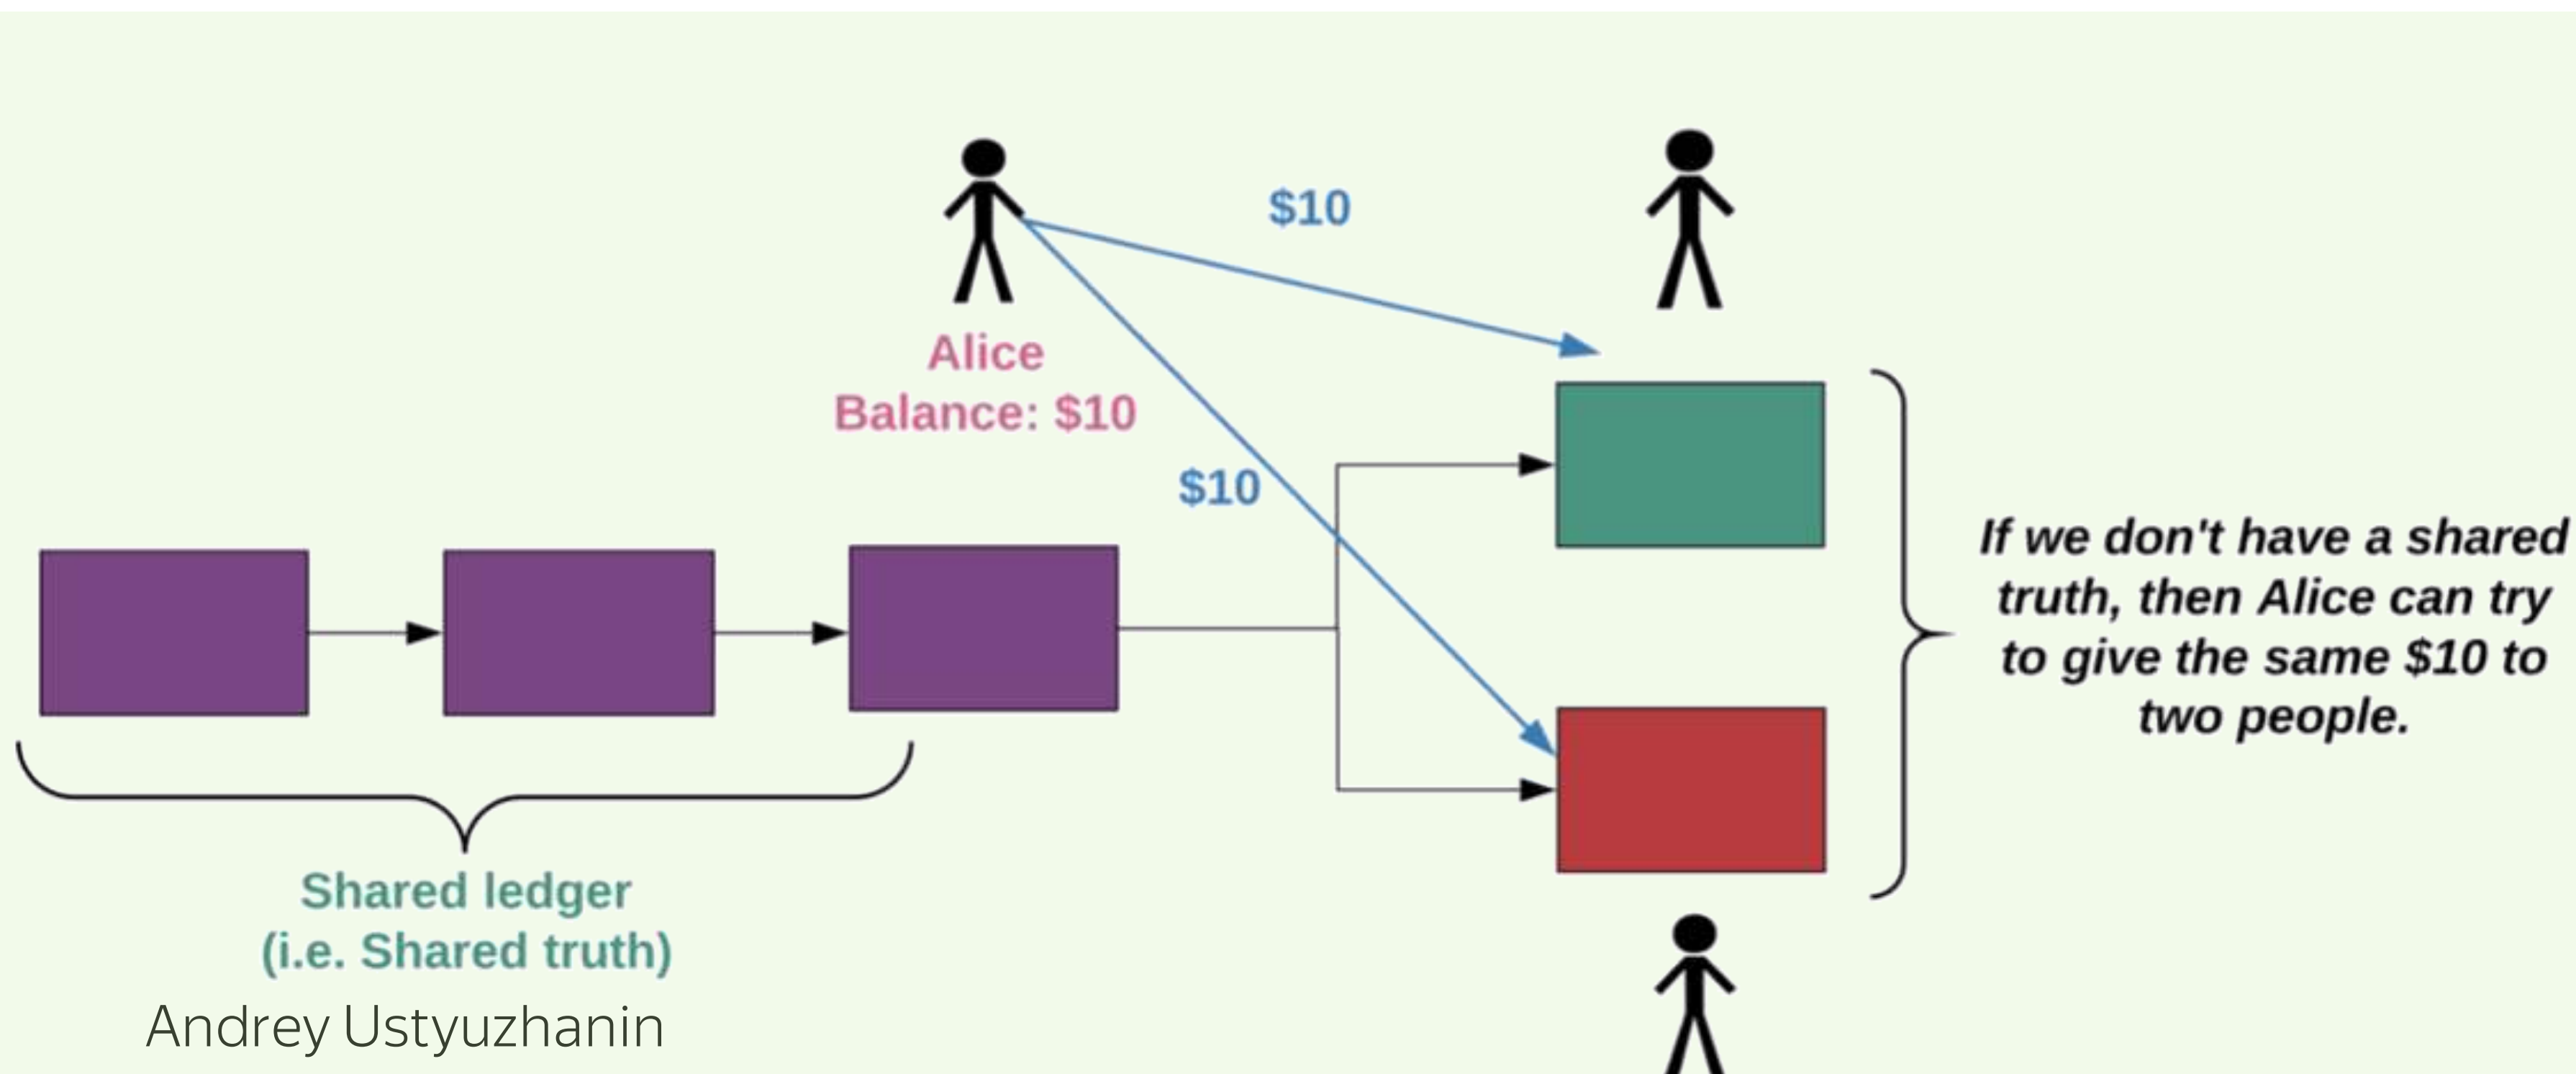 $10
Alice
Balance: $10
$10
If we don't have a shared
truth, then Alice can try
to give the same $10 to
two people.
Shared ledger
(i.e. Shared truth)
Andrey Ustyuzhanin